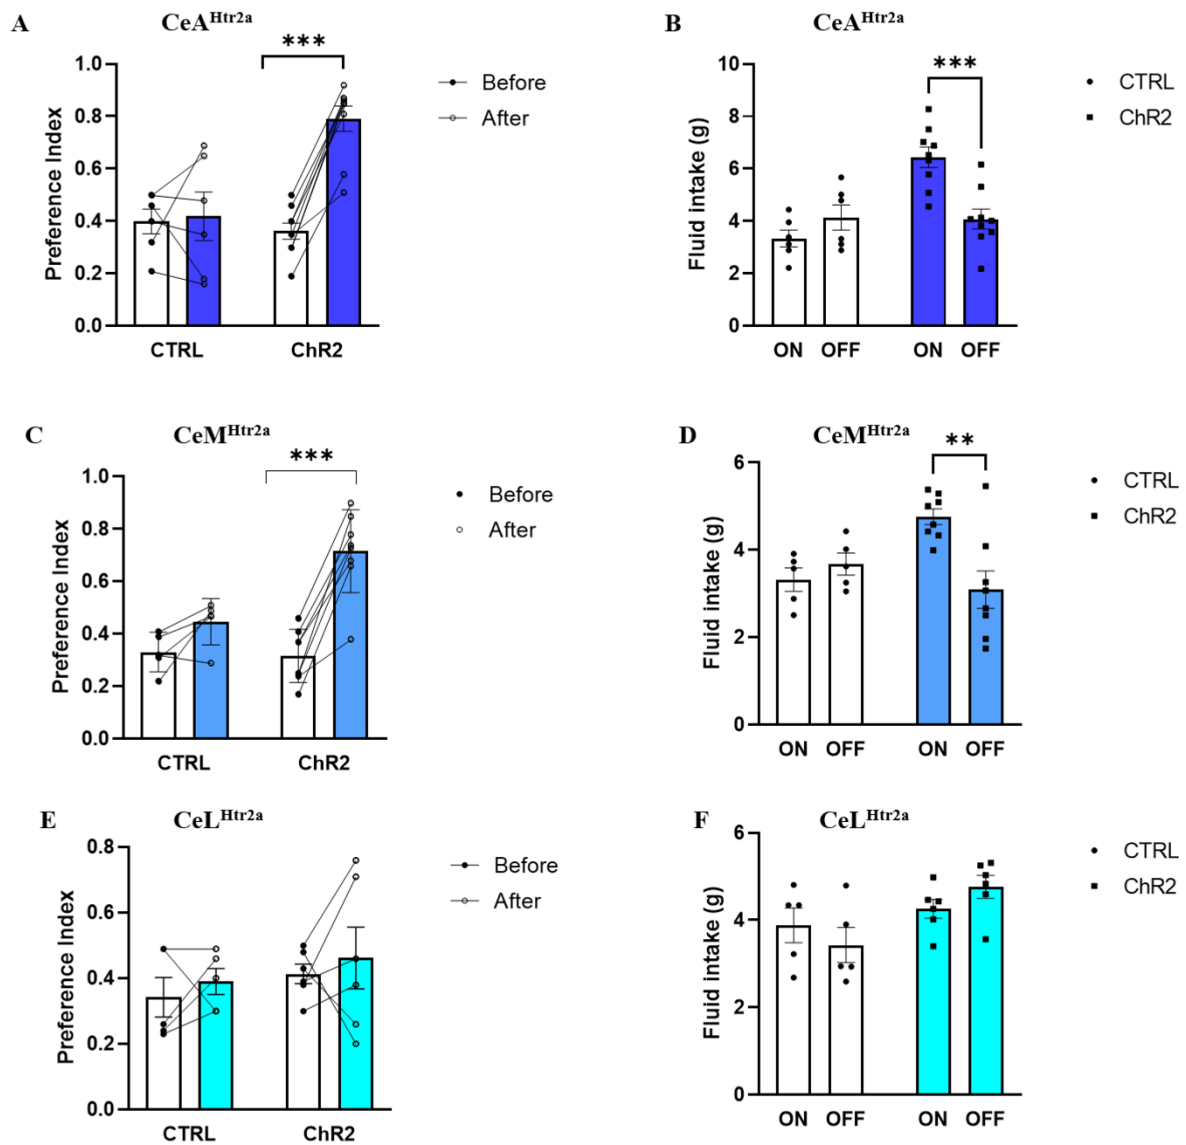 A CeA^Htr2a
***
Preference Index
1.0
0.8
0.6
0.4
0.2
0.0
CTRL ChR2
Before
After
B CeA^Htr2a
***
Fluid intake (g)
10
8
6
4
2
0
ON OFF ON OFF
CTRL
ChR2
C CeM^Htr2a
***
Preference Index
1.0
0.8
0.6
0.4
0.2
0.0
CTRL ChR2
Before
After
D CeM^Htr2a
**
Fluid intake (g)
6
4
2
0
ON OFF ON OFF
CTRL
ChR2
E CeL^Htr2a
Preference Index
0.8
0.6
0.4
0.2
0.0
CTRL ChR2
Before
After
F CeL^Htr2a
Fluid intake (g)
6
4
2
0
ON OFF ON OFF
CTRL
ChR2